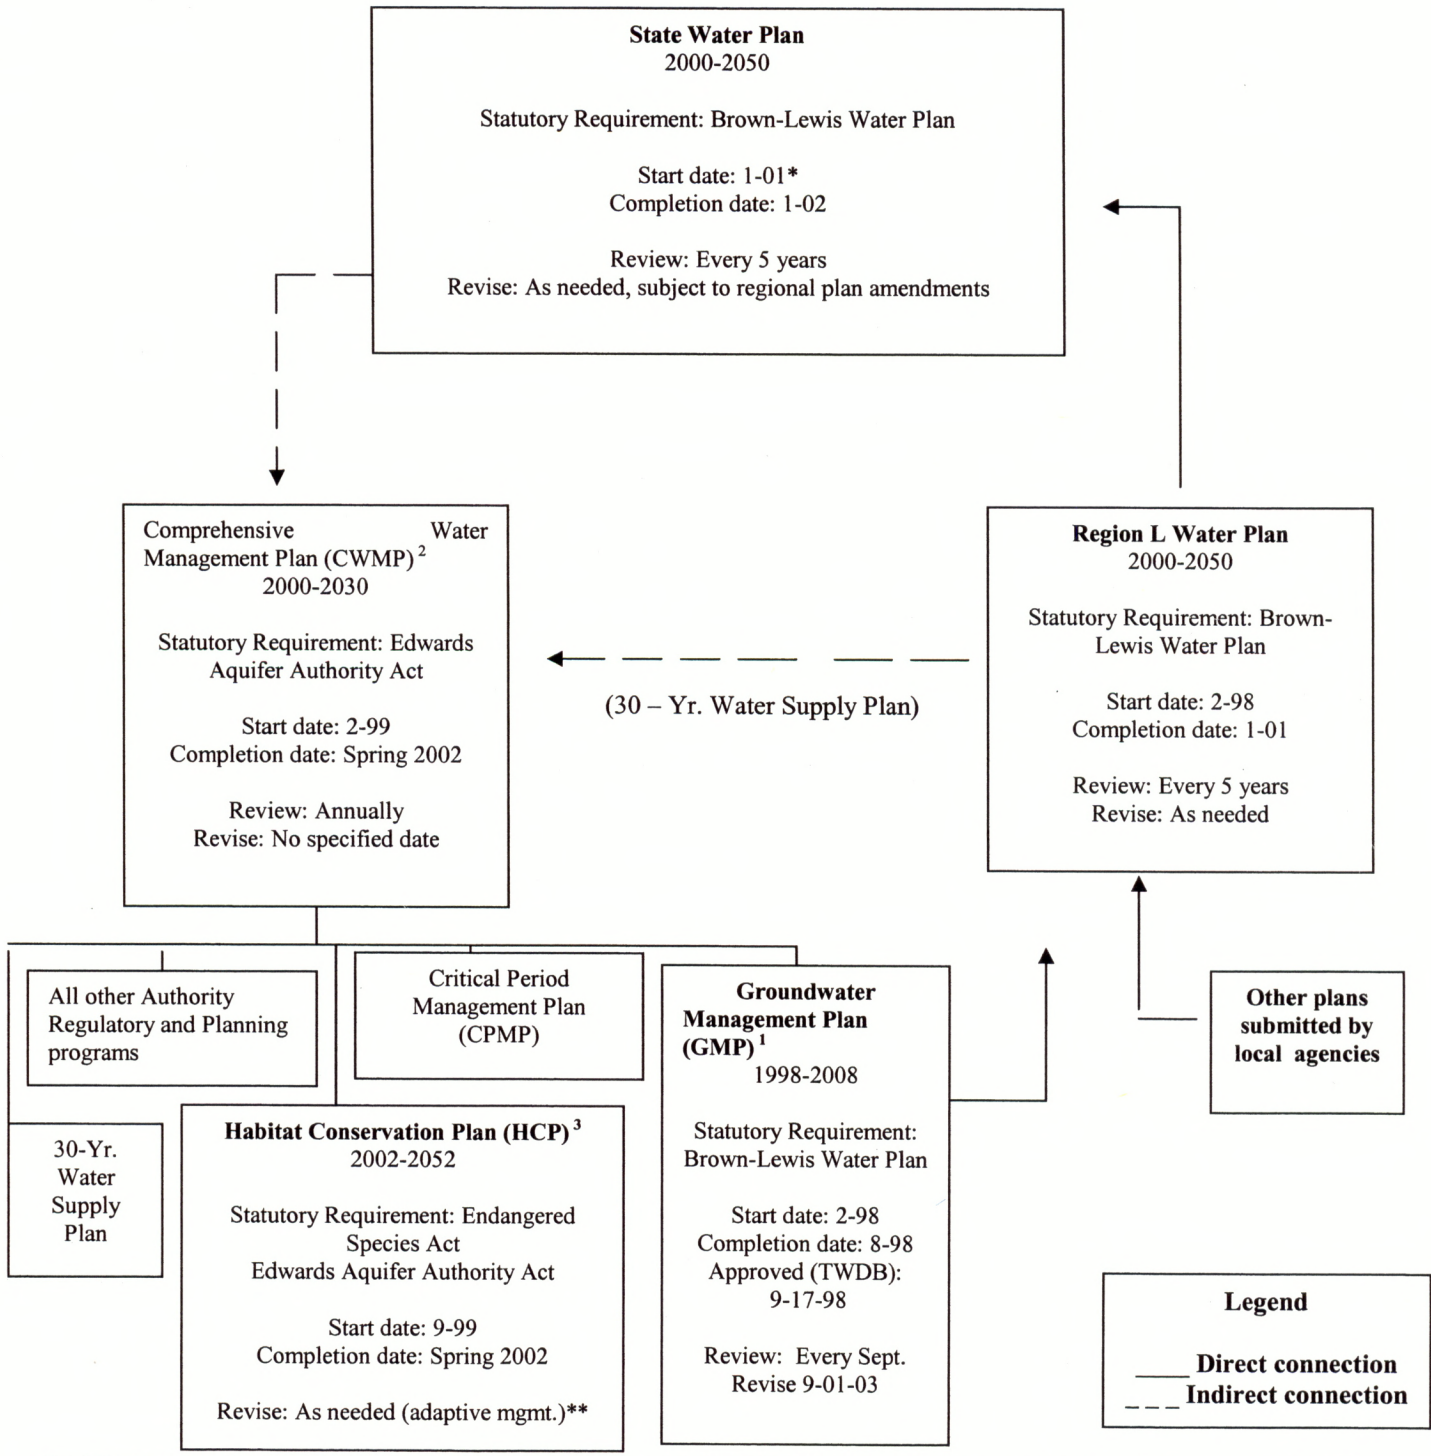 State Water Plan
2000-2050
Statutory Requirement: Brown-Lewis Water Plan
Start date: 1-01*
Completion date: 1-02
Review: Every 5 years
Revise: As needed, subject to regional plan amendments
Comprehensive Water
Management Plan (CWMP) 2
2000-2030
Statutory Requirement: Edwards
Aquifer Authority Act
Start date: 2-99
Completion date: Spring 2002
Review: Annually
Revise: No specified date
(30 – Yr. Water Supply Plan)
Region L Water Plan
2000-2050
Statutory Requirement: Brown-
Lewis Water Plan
Start date: 2-98
Completion date: 1-01
Review: Every 5 years
Revise: As needed
All other Authority
Regulatory and Planning
programs
Critical Period
Management Plan
(CPMP)
Groundwater
Management Plan
(GMP) 1
1998-2008
Statutory Requirement:
Brown-Lewis Water Plan
Start date: 2-98
Completion date: 8-98
Approved (TWDB):
9-17-98
Review: Every Sept.
Revise 9-01-03
Other plans
submitted by
local agencies
30-Yr.
Water
Supply
Plan
Habitat Conservation Plan (HCP) 3
2002-2052
Statutory Requirement: Endangered
Species Act
Edwards Aquifer Authority Act
Start date: 9-99
Completion date: Spring 2002
Revise: As needed (adaptive mgmt.)**
Legend
Direct connection
Indirect connection